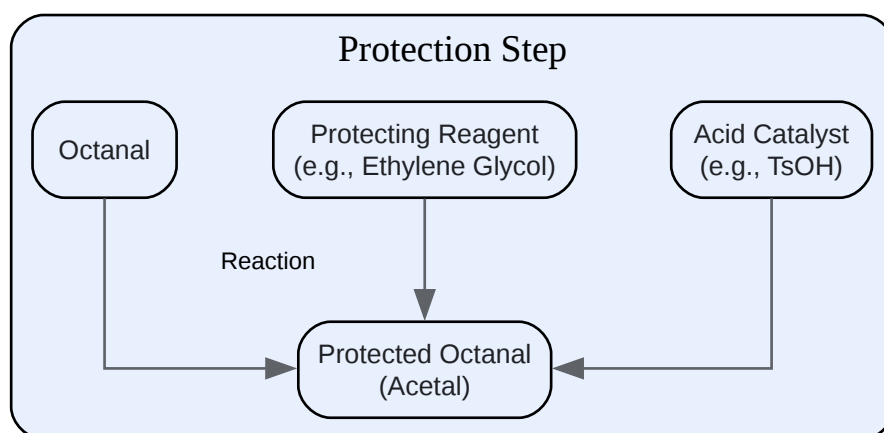 Protection Step
Octanal
Protecting Reagent
(e.g., Ethylene Glycol)
Acid Catalyst
(e.g., TsOH)
Reaction
Protected Octanal
(Acetal)